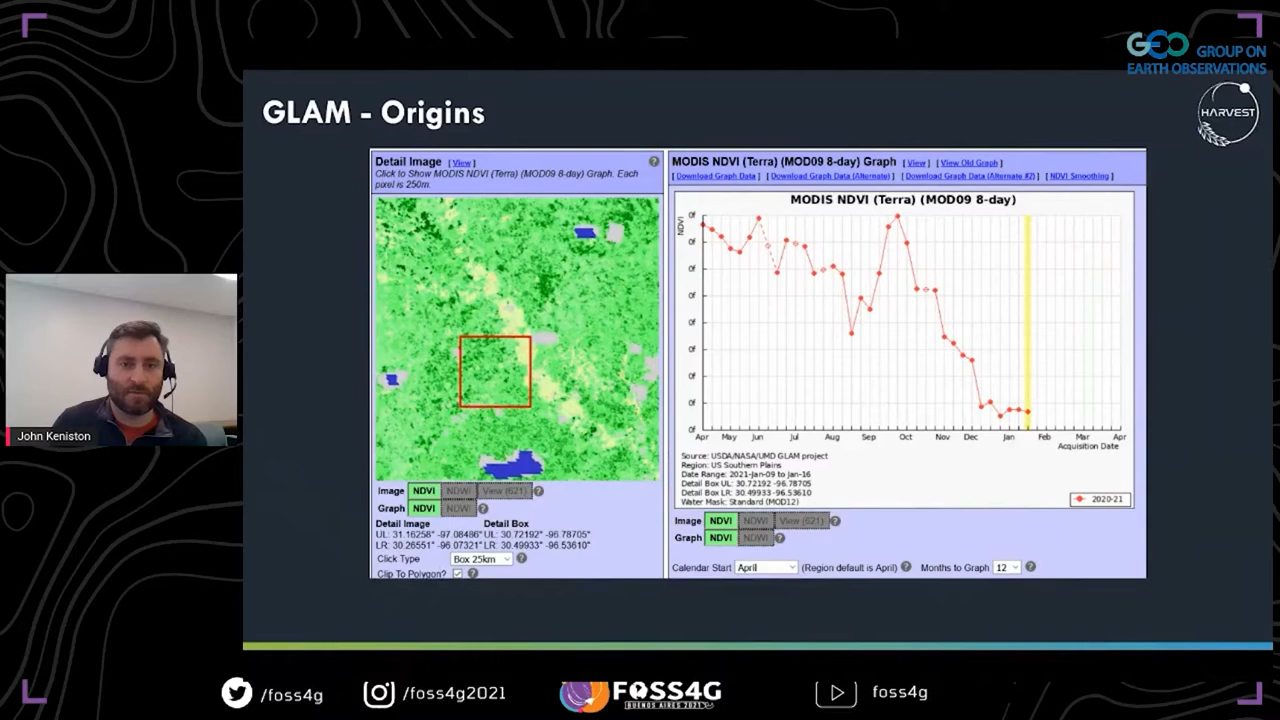 GEO GROUP ON
EARTH OBSERVATIONS
HARVEST
GLAM - Origins
Detail Image [ View ]
Click to Show MODIS NDVI (Terra) (MOD09 8-day) Graph. Each
pixel is 250m.
Image NDVI NDWI View (621)
Graph NDVI NDWI
Detail Image Detail Box
UL: 31.16258° -97.08486° UL: 30.72192 -96.78705°
LR: 30.26551° -96.07321° LR: 30.49933 -96.53610°
Click Type Box 25km
Clip To Polygon?
MODIS NDVI (Terra) (MOD09 8-day) Graph [ View ] [ View Old Graph ]
[ Download Graph Data ] [ Download Graph Data (Alternate) ] [ Download Graph Data (Alternate #2) ] [ NDVI Smoothing ]
MODIS NDVI (Terra) (MOD09 8-day)
NDVI
0f
0f
0f
0f
0f
0f
0f
0f
0f
Apr May Jun Jul Aug Sep Oct Nov Dec Jan Feb Mar Apr
Acquisition Date
Source: USDA/NASA/UMD GLAM project
Region: US Southern Plains
Date Range: 2021-Jan-09 to Jan-16
Detail Box UL: 30.72192 -96.78705
Detail Box LR: 30.49933 -96.53610
Water Mask: Standard (MOD12)
2020-21
Image NDVI NDWI View (621)
Graph NDVI NDWI
Calendar Start April (Region default is April) Months to Graph 12
John Keniston
/foss4g
/foss4g2021
FOSS4G
BUENOS AIRES 2021
foss4g